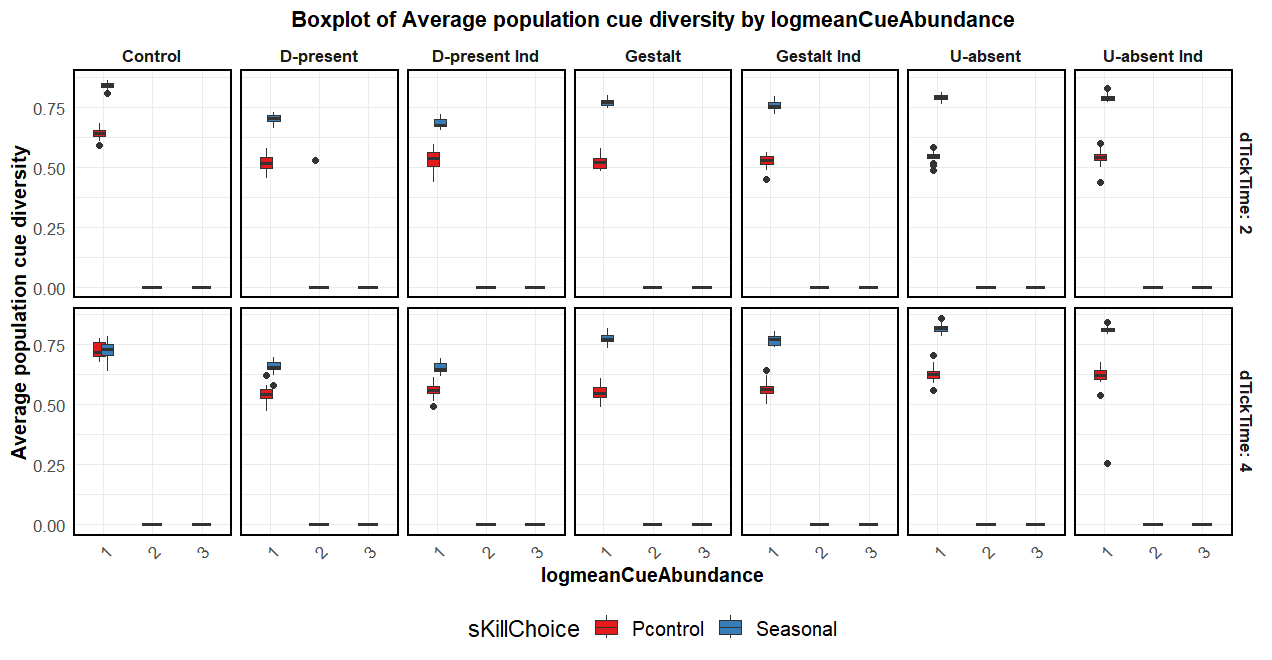 Boxplot of Average population cue diversity by logmeanCueAbundance
Control D-present D-present Ind Gestalt Gestalt Ind U-absent U-absent Ind
Average population cue diversity
0.75
0.50
0.25
0.00
dTickTime: 2
0.75
0.50
0.25
0.00
dTickTime: 4
1 2 3 1 2 3 1 2 3 1 2 3 1 2 3 1 2 3 1 2 3
logmeanCueAbundance
sKillChoice Pcontrol Seasonal